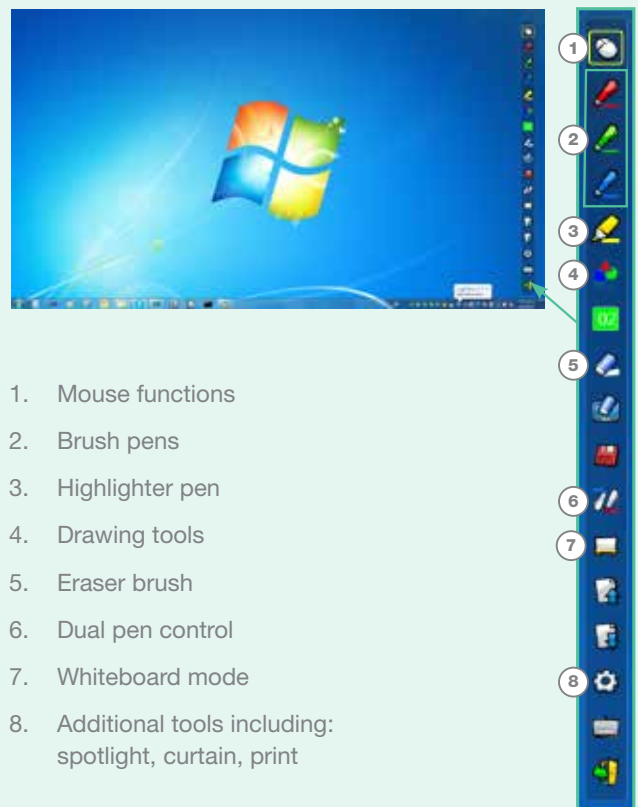 1
2
3
4
02
5
6
7
8
1. Mouse functions
2. Brush pens
3. Highlighter pen
4. Drawing tools
5. Eraser brush
6. Dual pen control
7. Whiteboard mode
8. Additional tools including:
spotlight, curtain, print